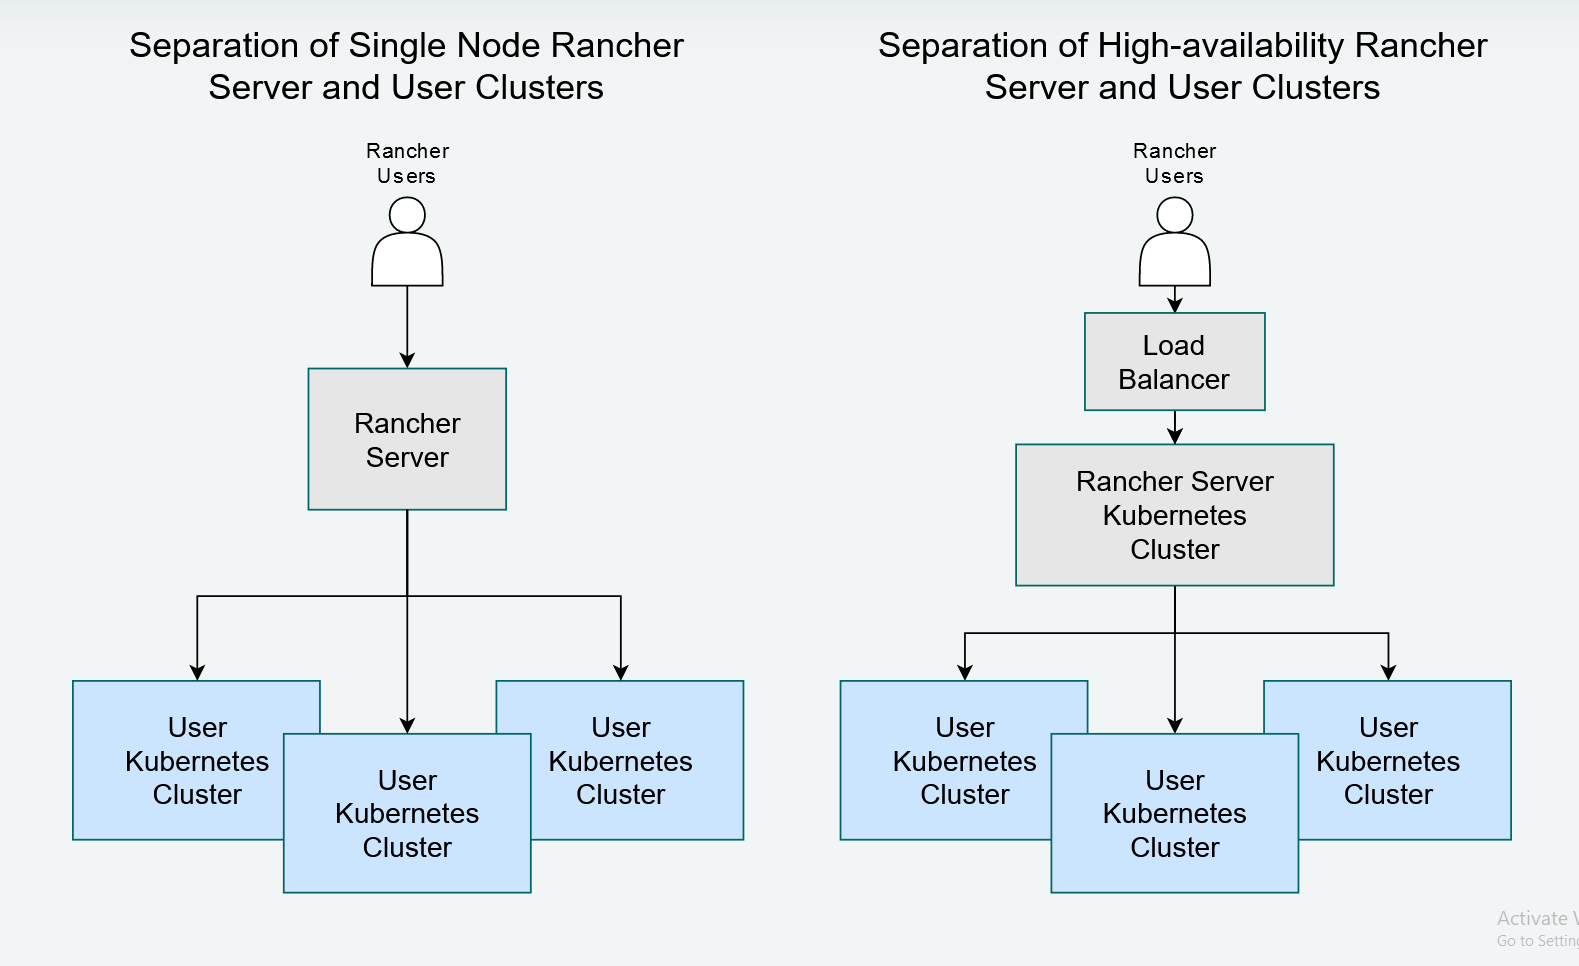 Separation of Single Node Rancher
Server and User Clusters
Rancher
Users
Rancher
Server
User
Kubernetes
Cluster
User
Kubernetes
Cluster
User
Kubernetes
Cluster
Separation of High-availability Rancher
Server and User Clusters
Rancher
Users
Load
Balancer
Rancher Server
Kubernetes
Cluster
User
Kubernetes
Cluster
User
Kubernetes
Cluster
User
Kubernetes
Cluster
Activate
Go to